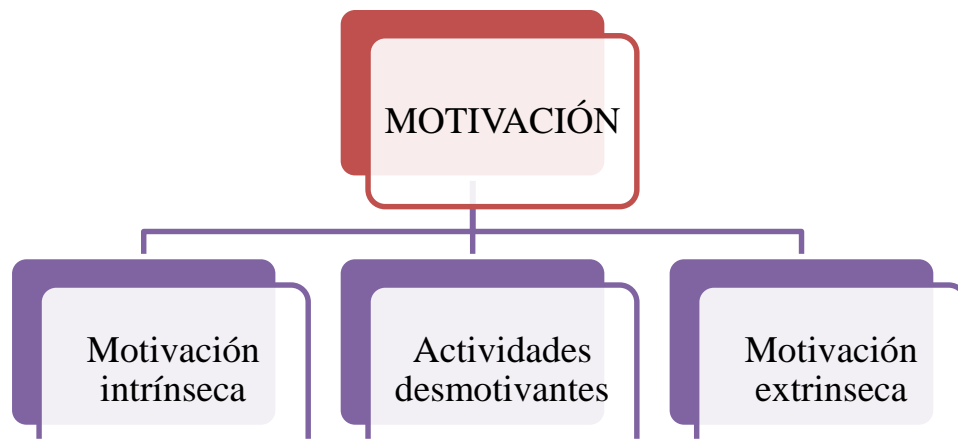 MOTIVACIÓN
Motivación
intrínseca
Actividades
desmotivantes
Motivación
extrinseca